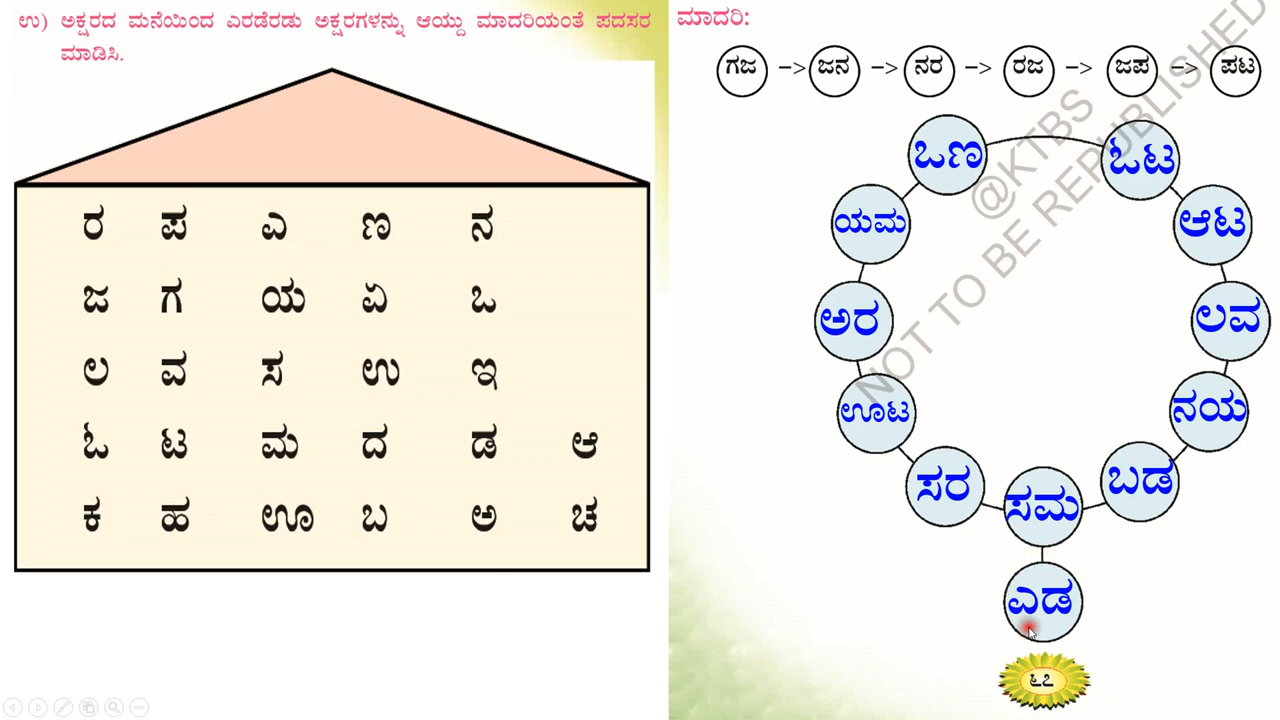 ಉ) ಅಕ್ಷರದ ಮನೆಯಿಂದ ಎರಡೆರಡು ಅಕ್ಷರಗಳನ್ನು ಆಯ್ದು ಮಾದರಿಯಂತೆ ಪದಸರ
ಮಾಡಿಸಿ.
ರ ಪ ಎ ಣ ನ
ಜ ಗ ಯ ಏ ಒ
ಲ ವ ಸ ಉ ಇ
ಓ ಟ ಮ ದ ಡ ಆ
ಕ ಹ ಊ ಬ ಅ ಚ
ಮಾದರಿ:
ಗಜ –> ಜನ –> ನರ –> ರಜ –> ಜಪ –> ಪಟ
ಒಣ ಓಟ
ಯಮ ಆಟ
ಅರ ಲವ
ಊಟ ನಯ
ಸರ ಸಮ ಬಡ
ಎಡ
೬೭
@KTBS
NOT TO BE REPUBLISHED